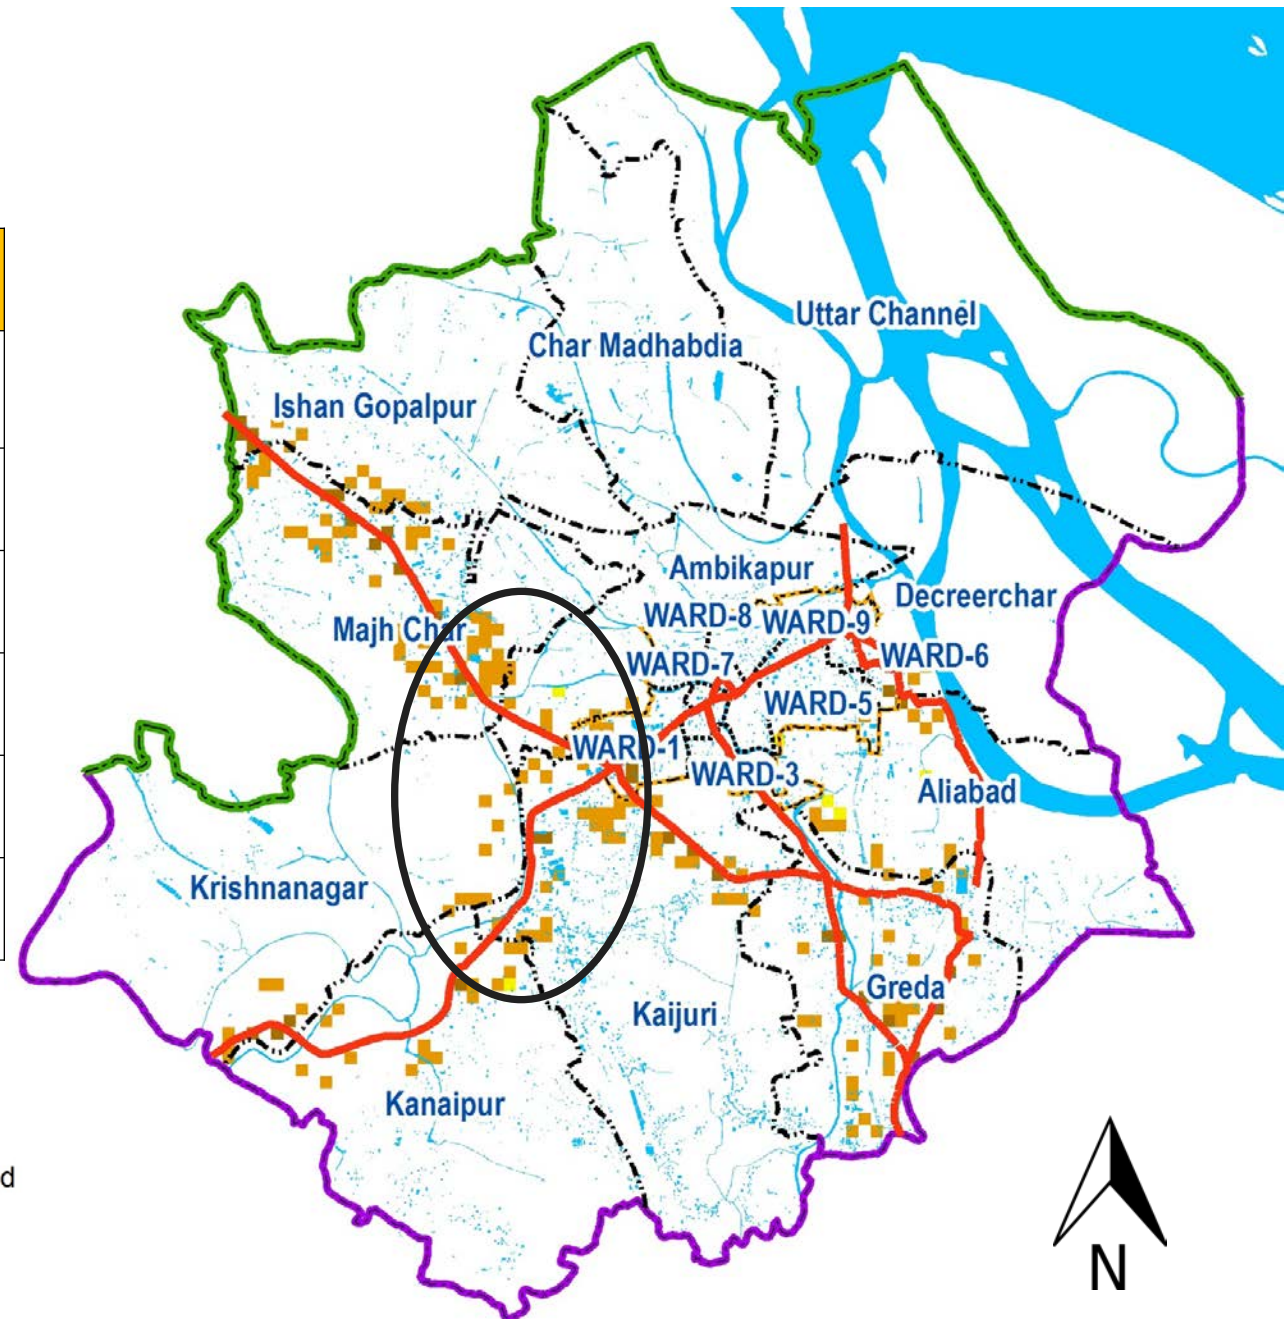 Uttar Channel
Char Madhabdia
Ishan Gopalpur
Ambikapur
Decreerchar
WARD-8
WARD-9
Majh Char
WARD-7
WARD-6
WARD-5
WARD-1
WARD-3
Aliabad
Krishnanagar
Greda
Kaijuri
Kanaipur
d
N